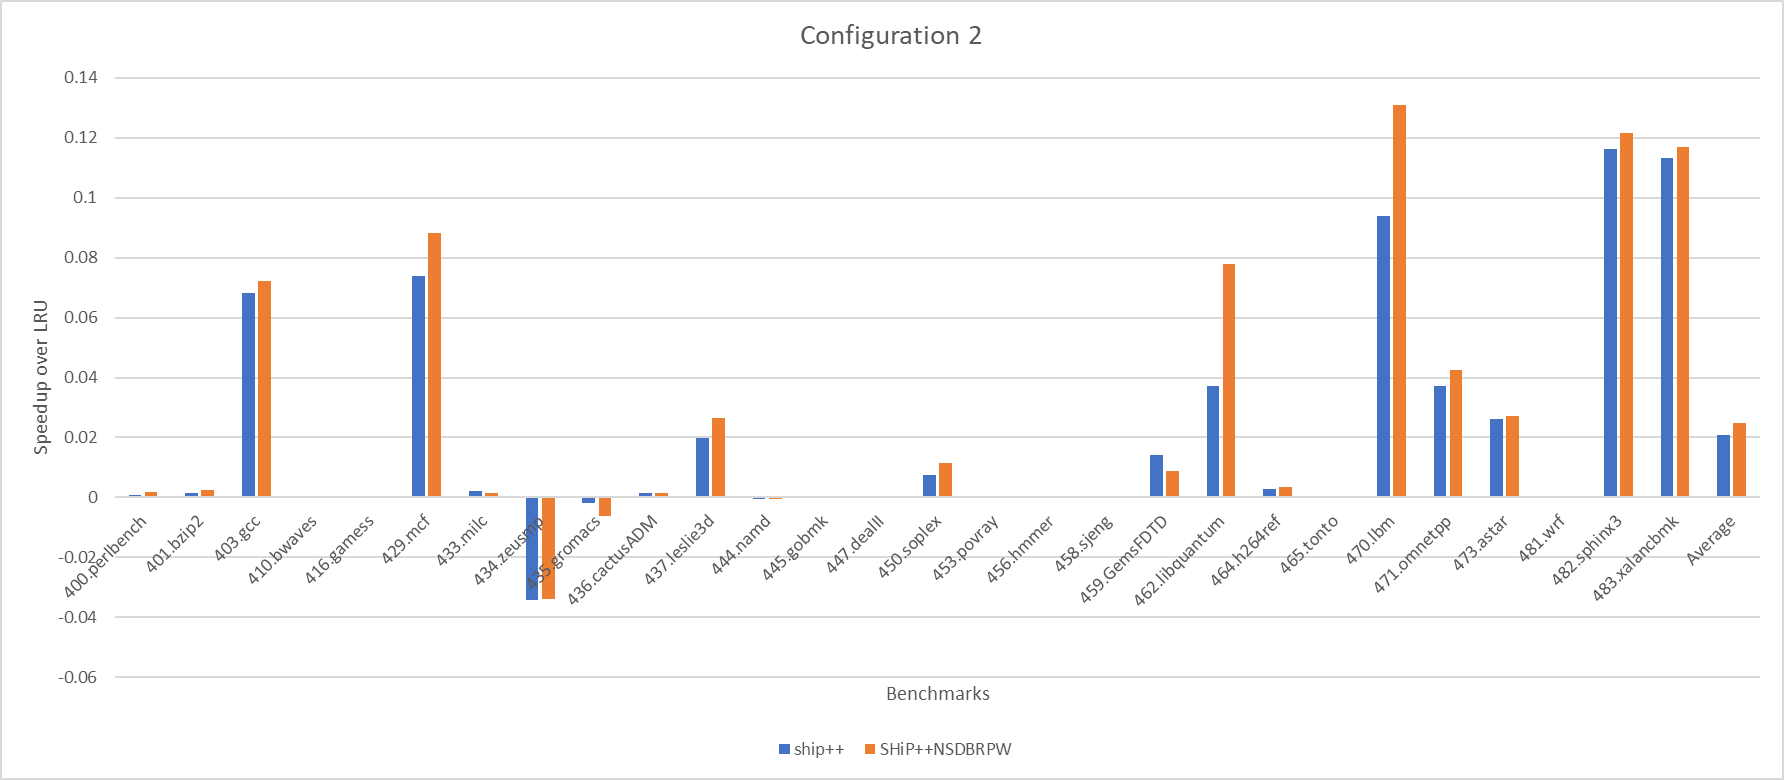 Configuration 2
Speedup over LRU
0.14
0.12
0.1
0.08
0.06
0.04
0.02
0
-0.02
-0.04
-0.06
400.perlbench
401.bzip2
403.gcc
410.bwaves
416.gamess
429.mcf
433.milc
434.zeusmp
435.gromacs
436.cactusADM
437.leslie3d
444.namd
445.gobmk
447.dealII
450.soplex
453.povray
456.hmmer
458.sjeng
459.GemsFDTD
462.libquantum
464.h264ref
465.tonto
470.lbm
471.omnetpp
473.astar
481.wrf
482.sphinx3
483.xalancbmk
Average
Benchmarks
ship++
SHiP++NSDBRPW